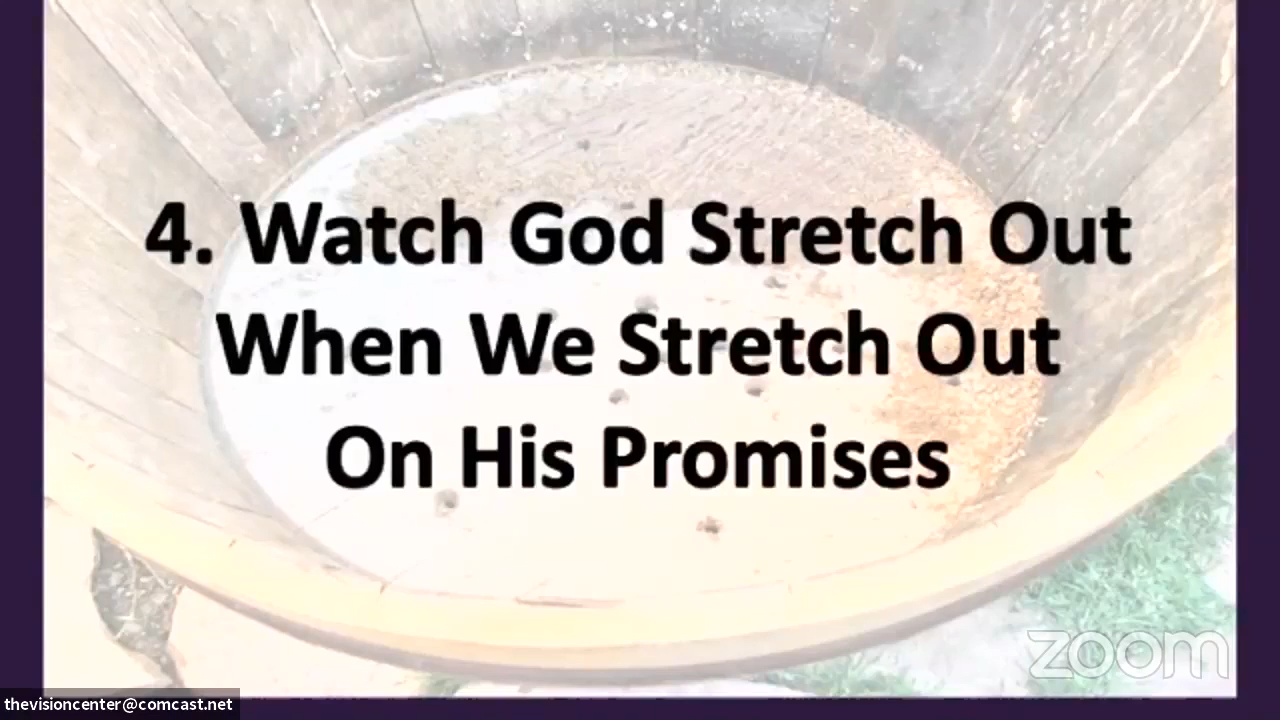 4. Watch God Stretch Out
When We Stretch Out
On His Promises
zoom
thevisioncenter@comcast.net